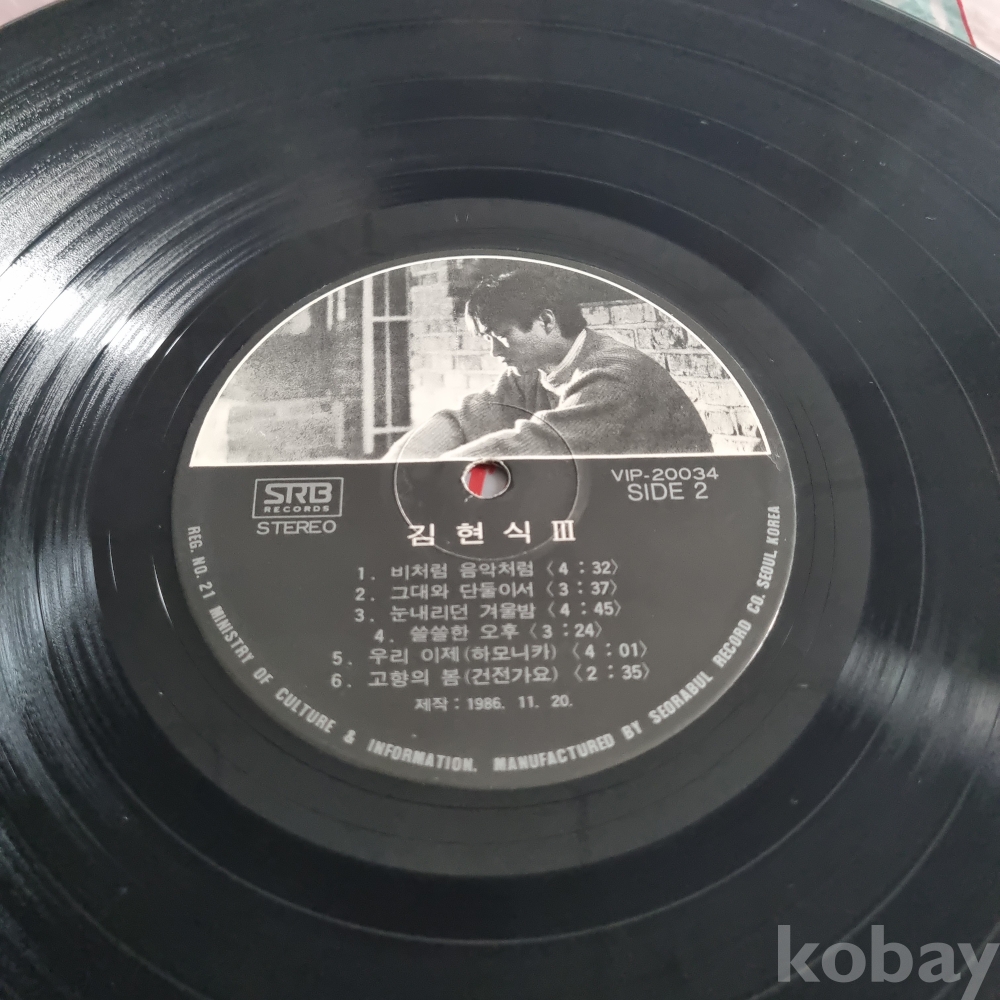 SRB
RECORDS
STEREO
VIP-20034
SIDE 2
김현식 III
1. 비처럼 음악처럼 〈4:32〉
2. 그대와 단둘이서 〈3:37〉
3. 눈내리던 겨울밤 〈4:45〉
4. 쓸쓸한 오후 〈3:24〉
5. 우리 이제(하모니카) 〈4:01〉
6. 고향의 봄(건전가요) 〈2:35〉
제작: 1986. 11. 20.
REG. NO. 21 MINISTRY OF CULTURE & INFORMATION. MANUFACTURED BY SEORABUL RECORD CO. SEOUL KOREA
kobay